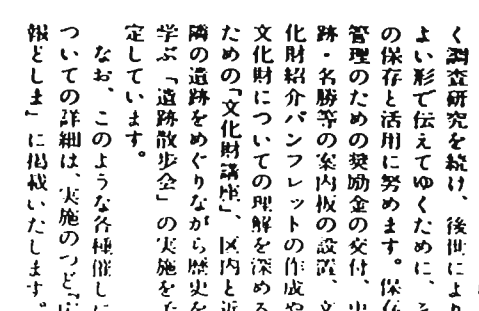 く調査研究を続け、後世により
よい形で伝えてゆくために、
の保存と活用に努めます。保存
管理のための奨励金の交付、史
跡・名勝等の案内板の設置、文
化財紹介パンフレットの作成や
文化財についての理解を深める
ための「文化財講座」、区内と近
隣の遺跡をめぐりながら歴史を
学ぶ「遺跡散歩会」の実施を予
定しています。
なお、このような各種催しに
ついての詳細は、実施のつど「
報としま」に掲載いたします。